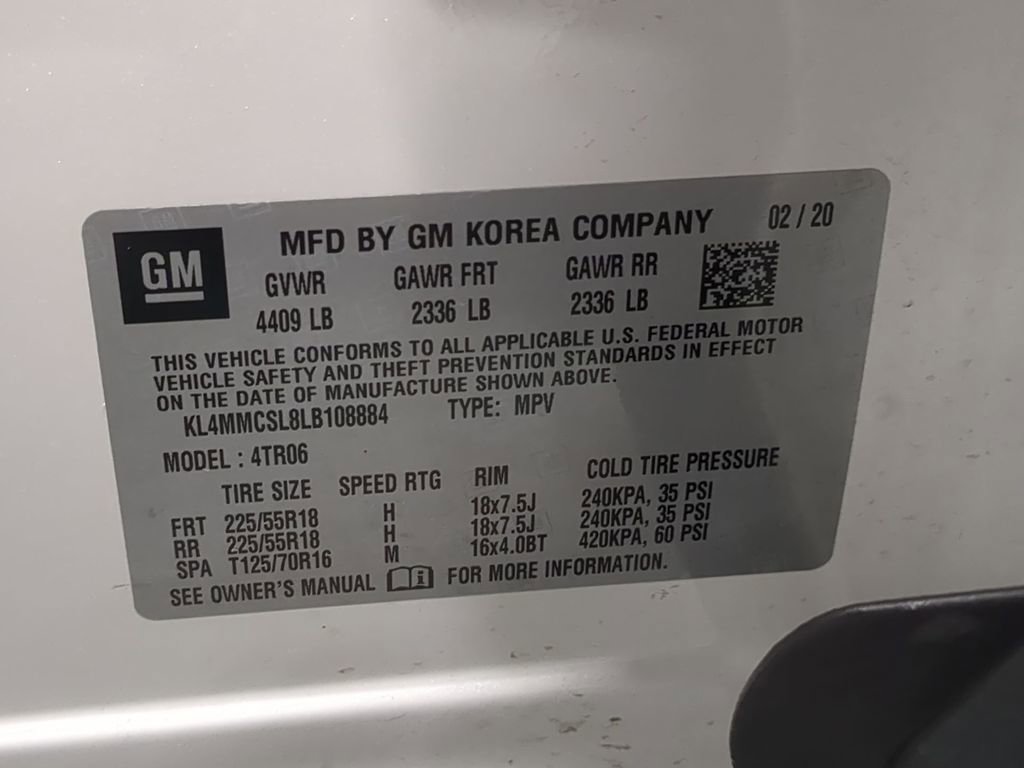 GM
MFD BY GM KOREA COMPANY 02 / 20
GVWR GAWR FRT GAWR RR
4409 LB 2336 LB 2336 LB
THIS VEHICLE CONFORMS TO ALL APPLICABLE U.S. FEDERAL MOTOR
VEHICLE SAFETY AND THEFT PREVENTION STANDARDS IN EFFECT
ON THE DATE OF MANUFACTURE SHOWN ABOVE.
KL4MMCSL8LB108884 TYPE: MPV
MODEL : 4TR06
TIRE SIZE SPEED RTG RIM COLD TIRE PRESSURE
FRT 225/55R18 H 18x7.5J 240KPA, 35 PSI
RR 225/55R18 H 18x7.5J 240KPA, 35 PSI
SPA T125/70R16 M 16x4.0BT 420KPA, 60 PSI
SEE OWNER'S MANUAL FOR MORE INFORMATION.